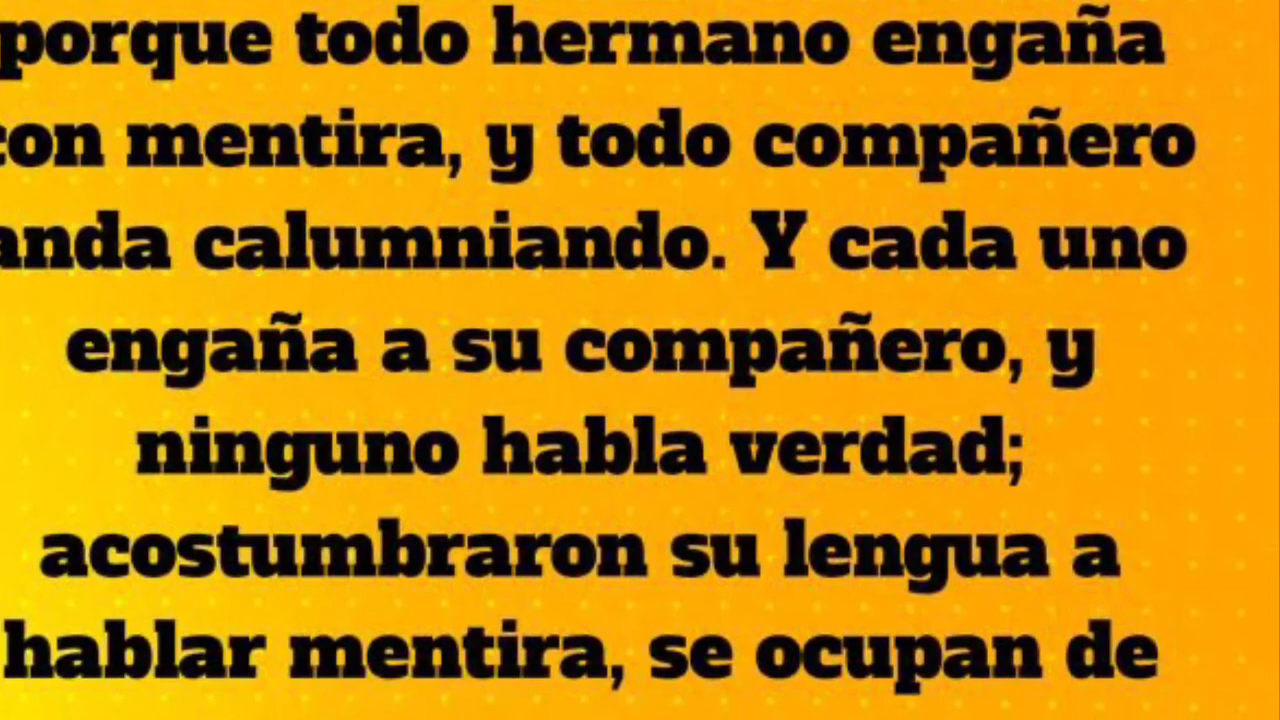 porque todo hermano engaña
con mentira, y todo compañero
anda calumniando. Y cada uno
engaña a su compañero, y
ninguno habla verdad;
acostumbraron su lengua a
hablar mentira, se ocupan de